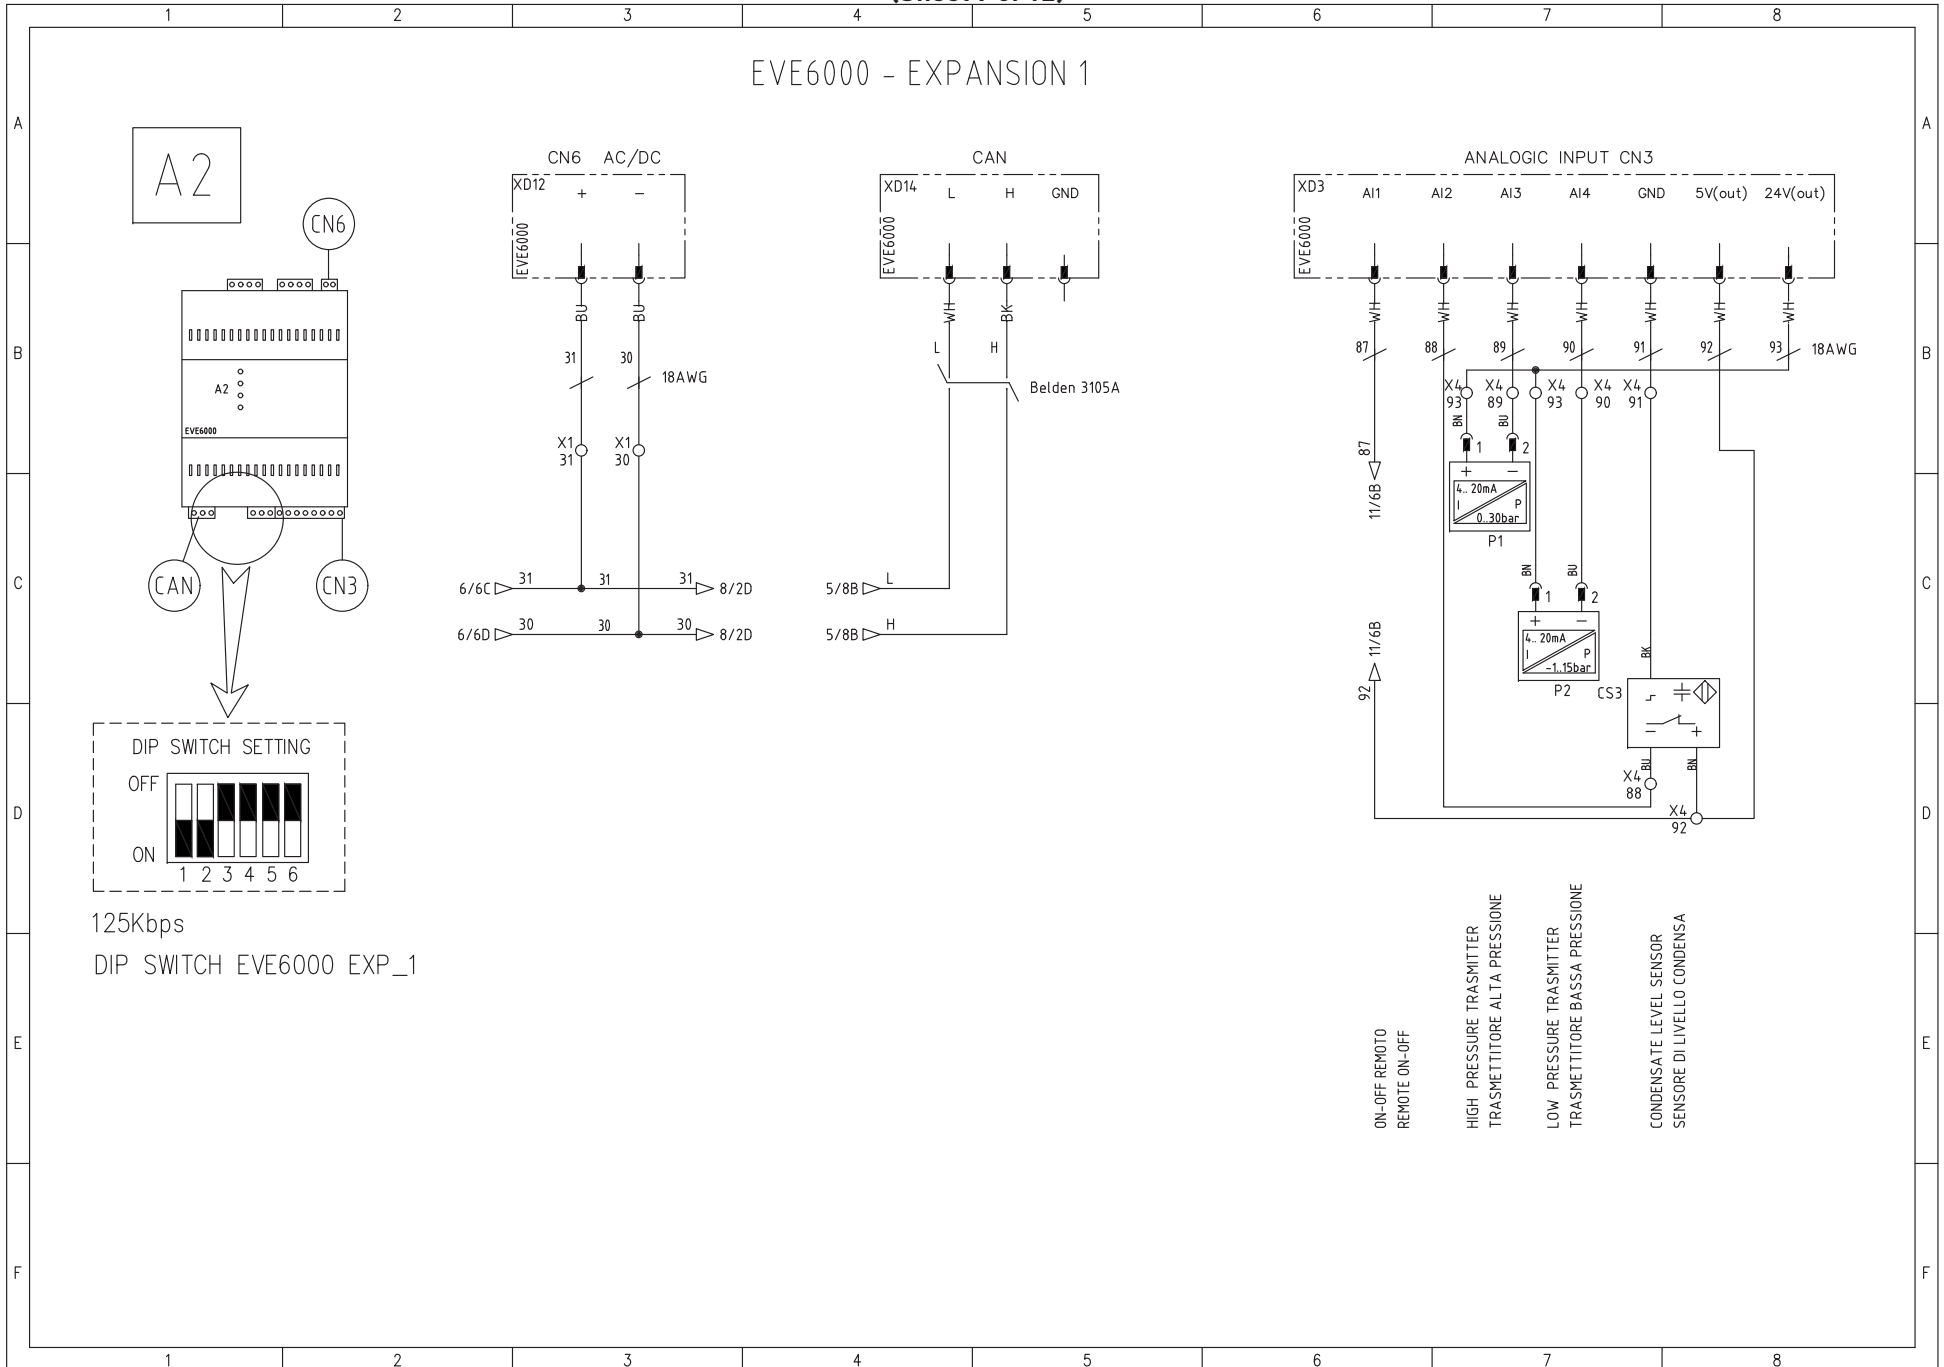 1 2 3 4 5 6 7 8
EVE6000 - EXPANSION 1
A A
A2
CN6
CN6 AC/DC
XD12 + −
EVE6000
CAN
XD14 L H GND
EVE6000
ANALOGIC INPUT CN3
XD3 AI1 AI2 AI3 AI4 GND 5V(out) 24V(out)
EVE6000
BU BU
WH BK
WH WH WH WH WH WH
B B
31 30
18AWG
L H
Belden 3105A
87 88 89 90 91 92 93 18AWG
A2
EVE6000
X4 X4 X4 X4 X4
93 89 93 90 91
BN BU
1 2
+ −
4.. 20mA
I P
0..30bar
P1
X1 X1
31 30
87
11/6B
C C
CAN
CN3
6/6C 31 31 31 8/2D
6/6D 30 30 30 8/2D
5/8B L
5/8B H
BN BU
1 2
+ −
4.. 20mA
I P
-1..15bar
P2
11/6B
92
BK
CS3
− +
BU BN
X4
88
X4
92
D D
DIP SWITCH SETTING
OFF
ON
1 2 3 4 5 6
125Kbps
DIP SWITCH EVE6000 EXP_1
E E
ON-OFF REMOTO
REMOTE ON-OFF
HIGH PRESSURE TRASMITTER
TRASMETTITORE ALTA PRESSIONE
LOW PRESSURE TRASMITTER
TRASMETTITORE BASSA PRESSIONE
CONDENSATE LEVEL SENSOR
SENSORE DI LIVELLO CONDENSA
F F
1 2 3 4 5 6 7 8